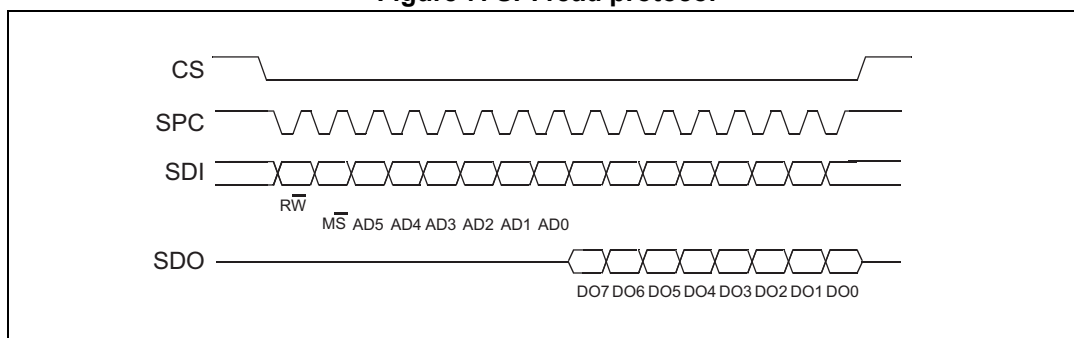 Figure 7. SPI read protocol
CS
SPC
SDI
RW̅
MS̅ AD5 AD4 AD3 AD2 AD1 AD0
SDO
DO7 DO6 DO5 DO4 DO3 DO2 DO1 DO0